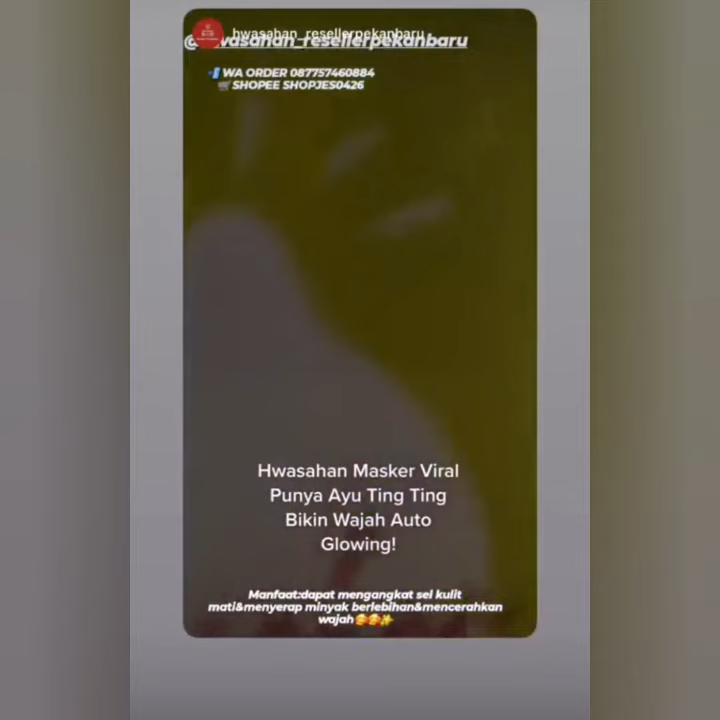 hwasahan_resellerpekanbaru
@hwasahan_resellerpekanbaru
WA ORDER 087757460884
SHOPEE SHOPJES0426
Hwasahan Masker Viral
Punya Ayu Ting Ting
Bikin Wajah Auto
Glowing!
Manfaat:dapat mengangkat sel kulit
mati&menyerap minyak berlebihan&mencerahkan
wajah🥰🥰✨